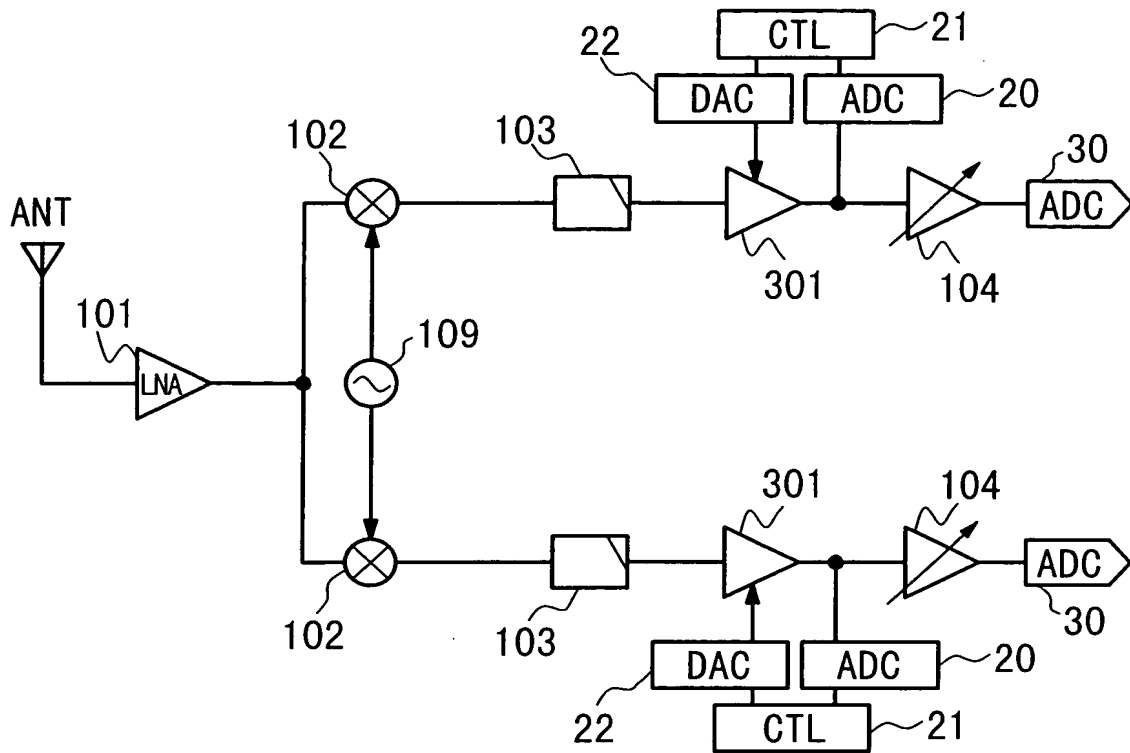 CTL 21
22
DAC ADC 20
102 103 30
ANT ADC
301 104
101 109
LNA
301 104
ADC
102 103 30
DAC ADC 20
22 CTL 21